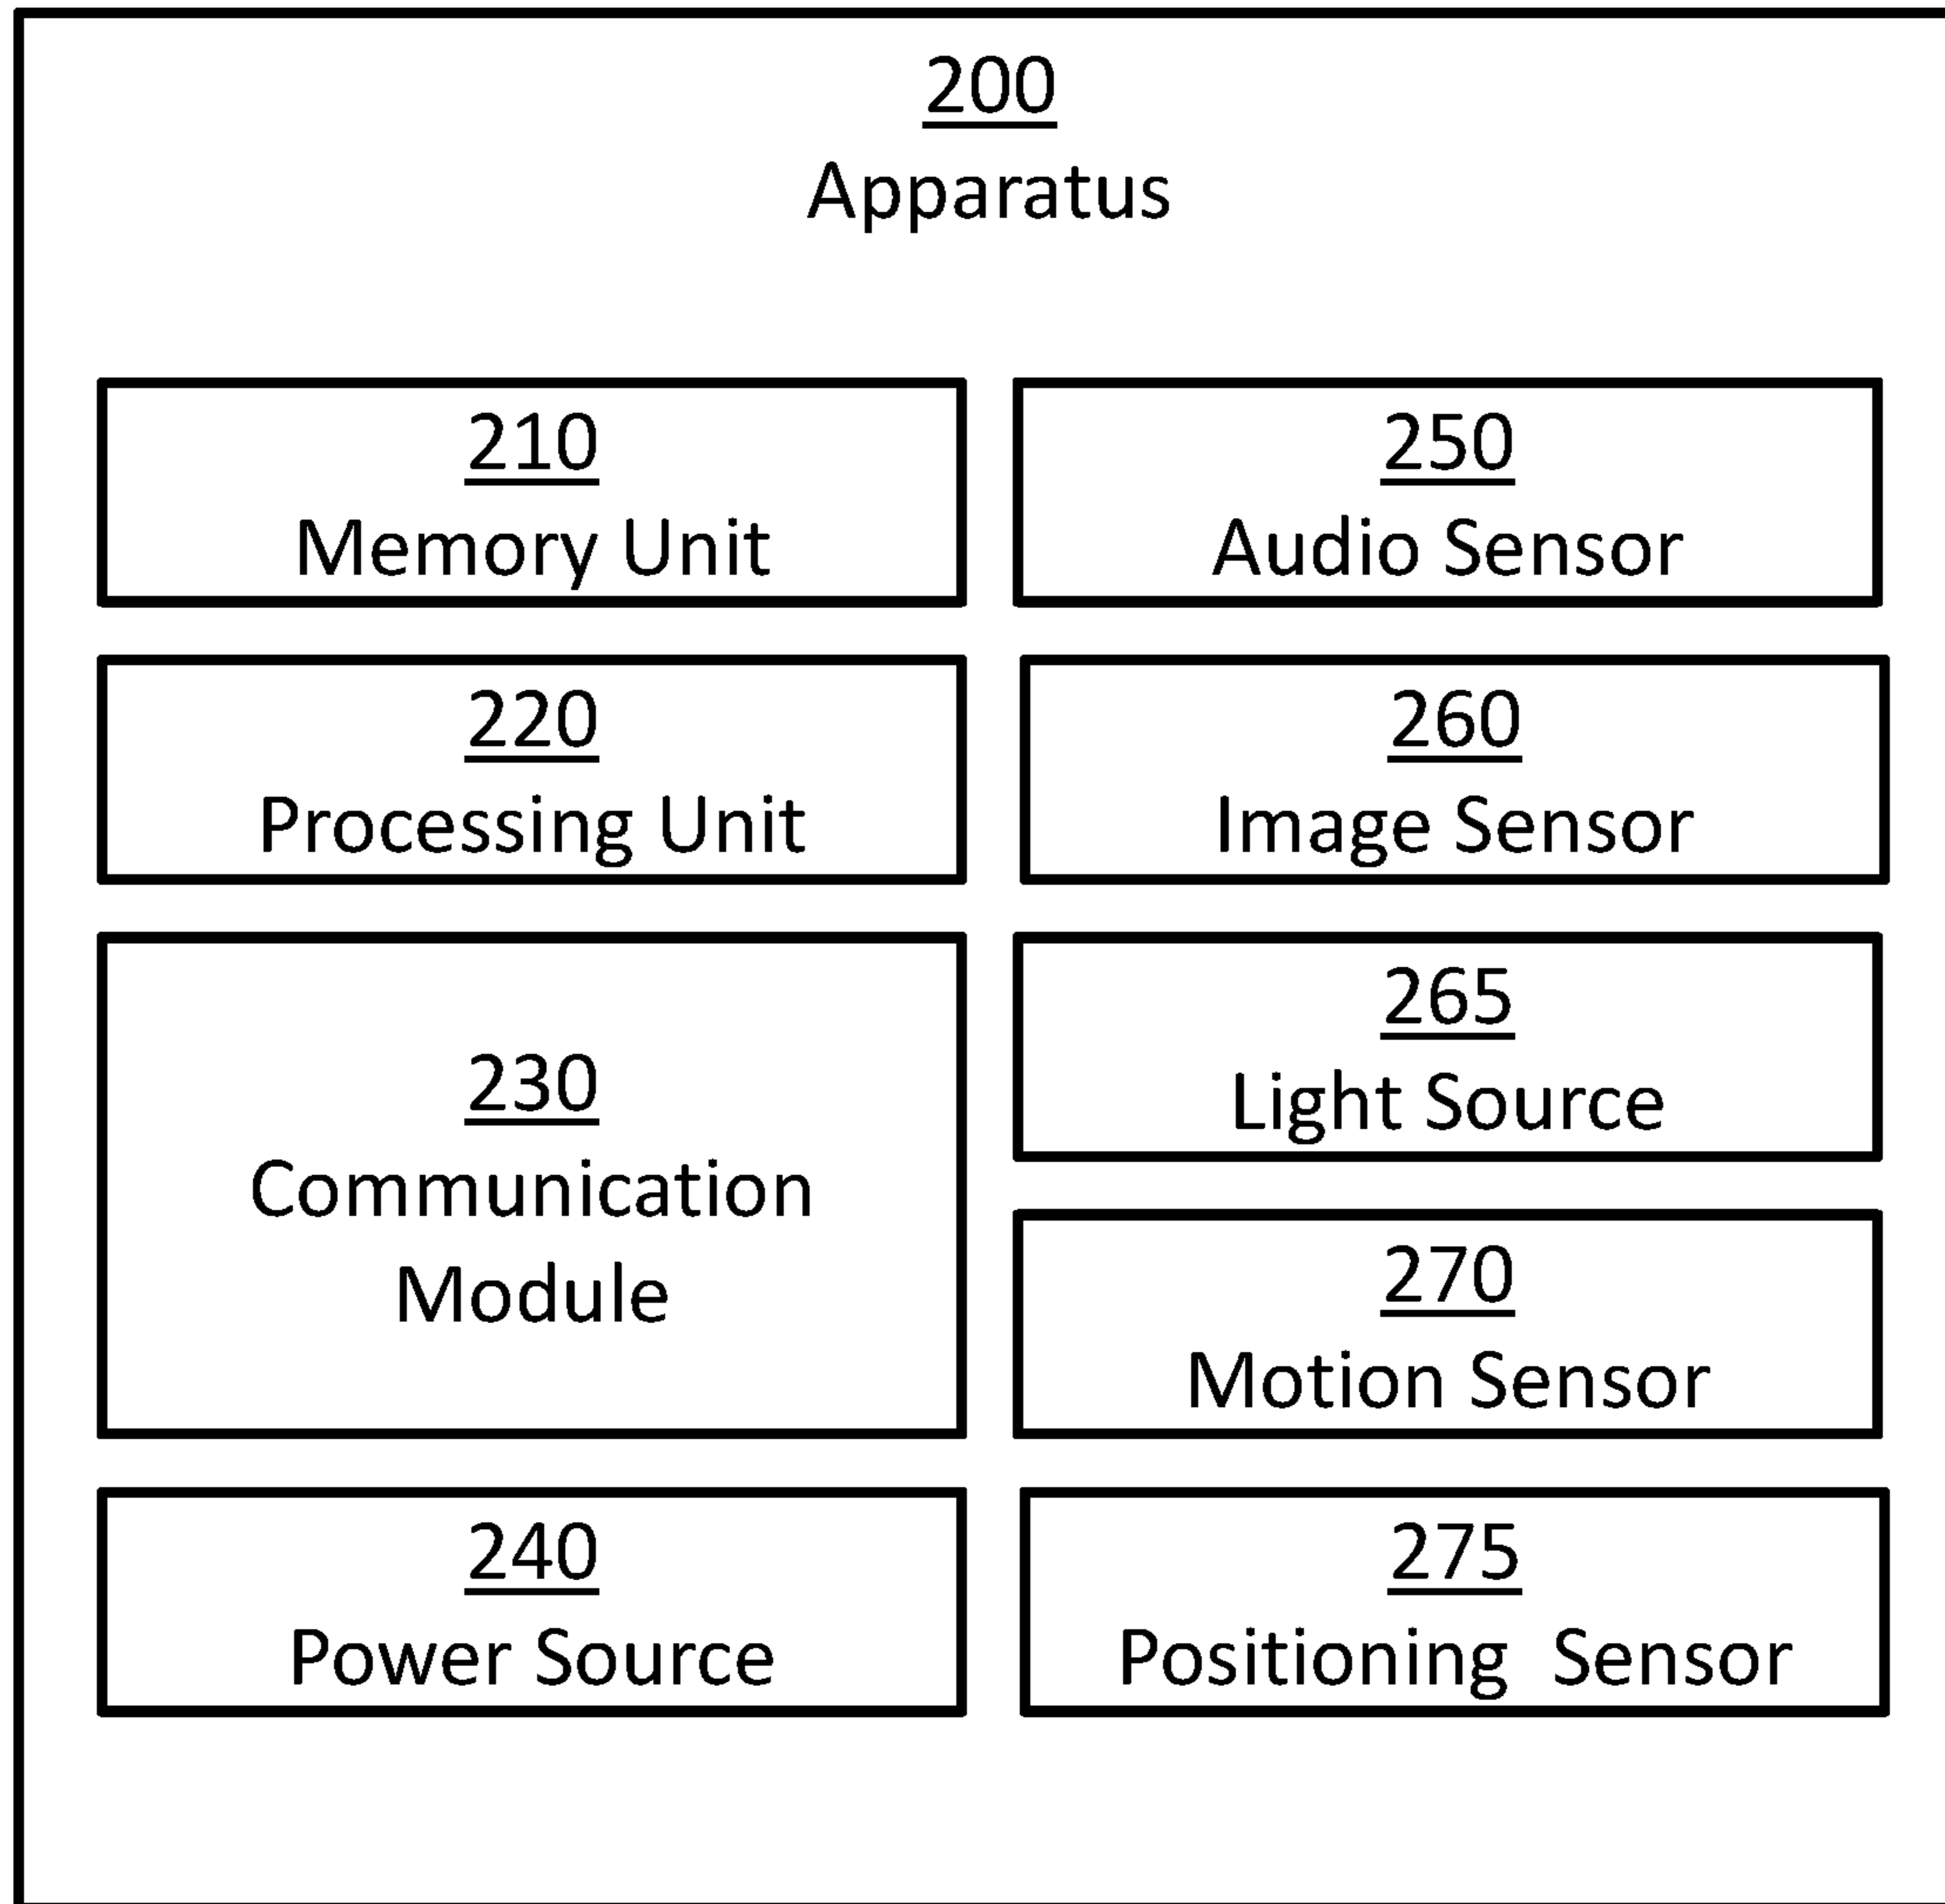 200
Apparatus
210
Memory Unit
220
Processing Unit
230
Communication
Module
240
Power Source
250
Audio Sensor
260
Image Sensor
265
Light Source
270
Motion Sensor
275
Positioning Sensor